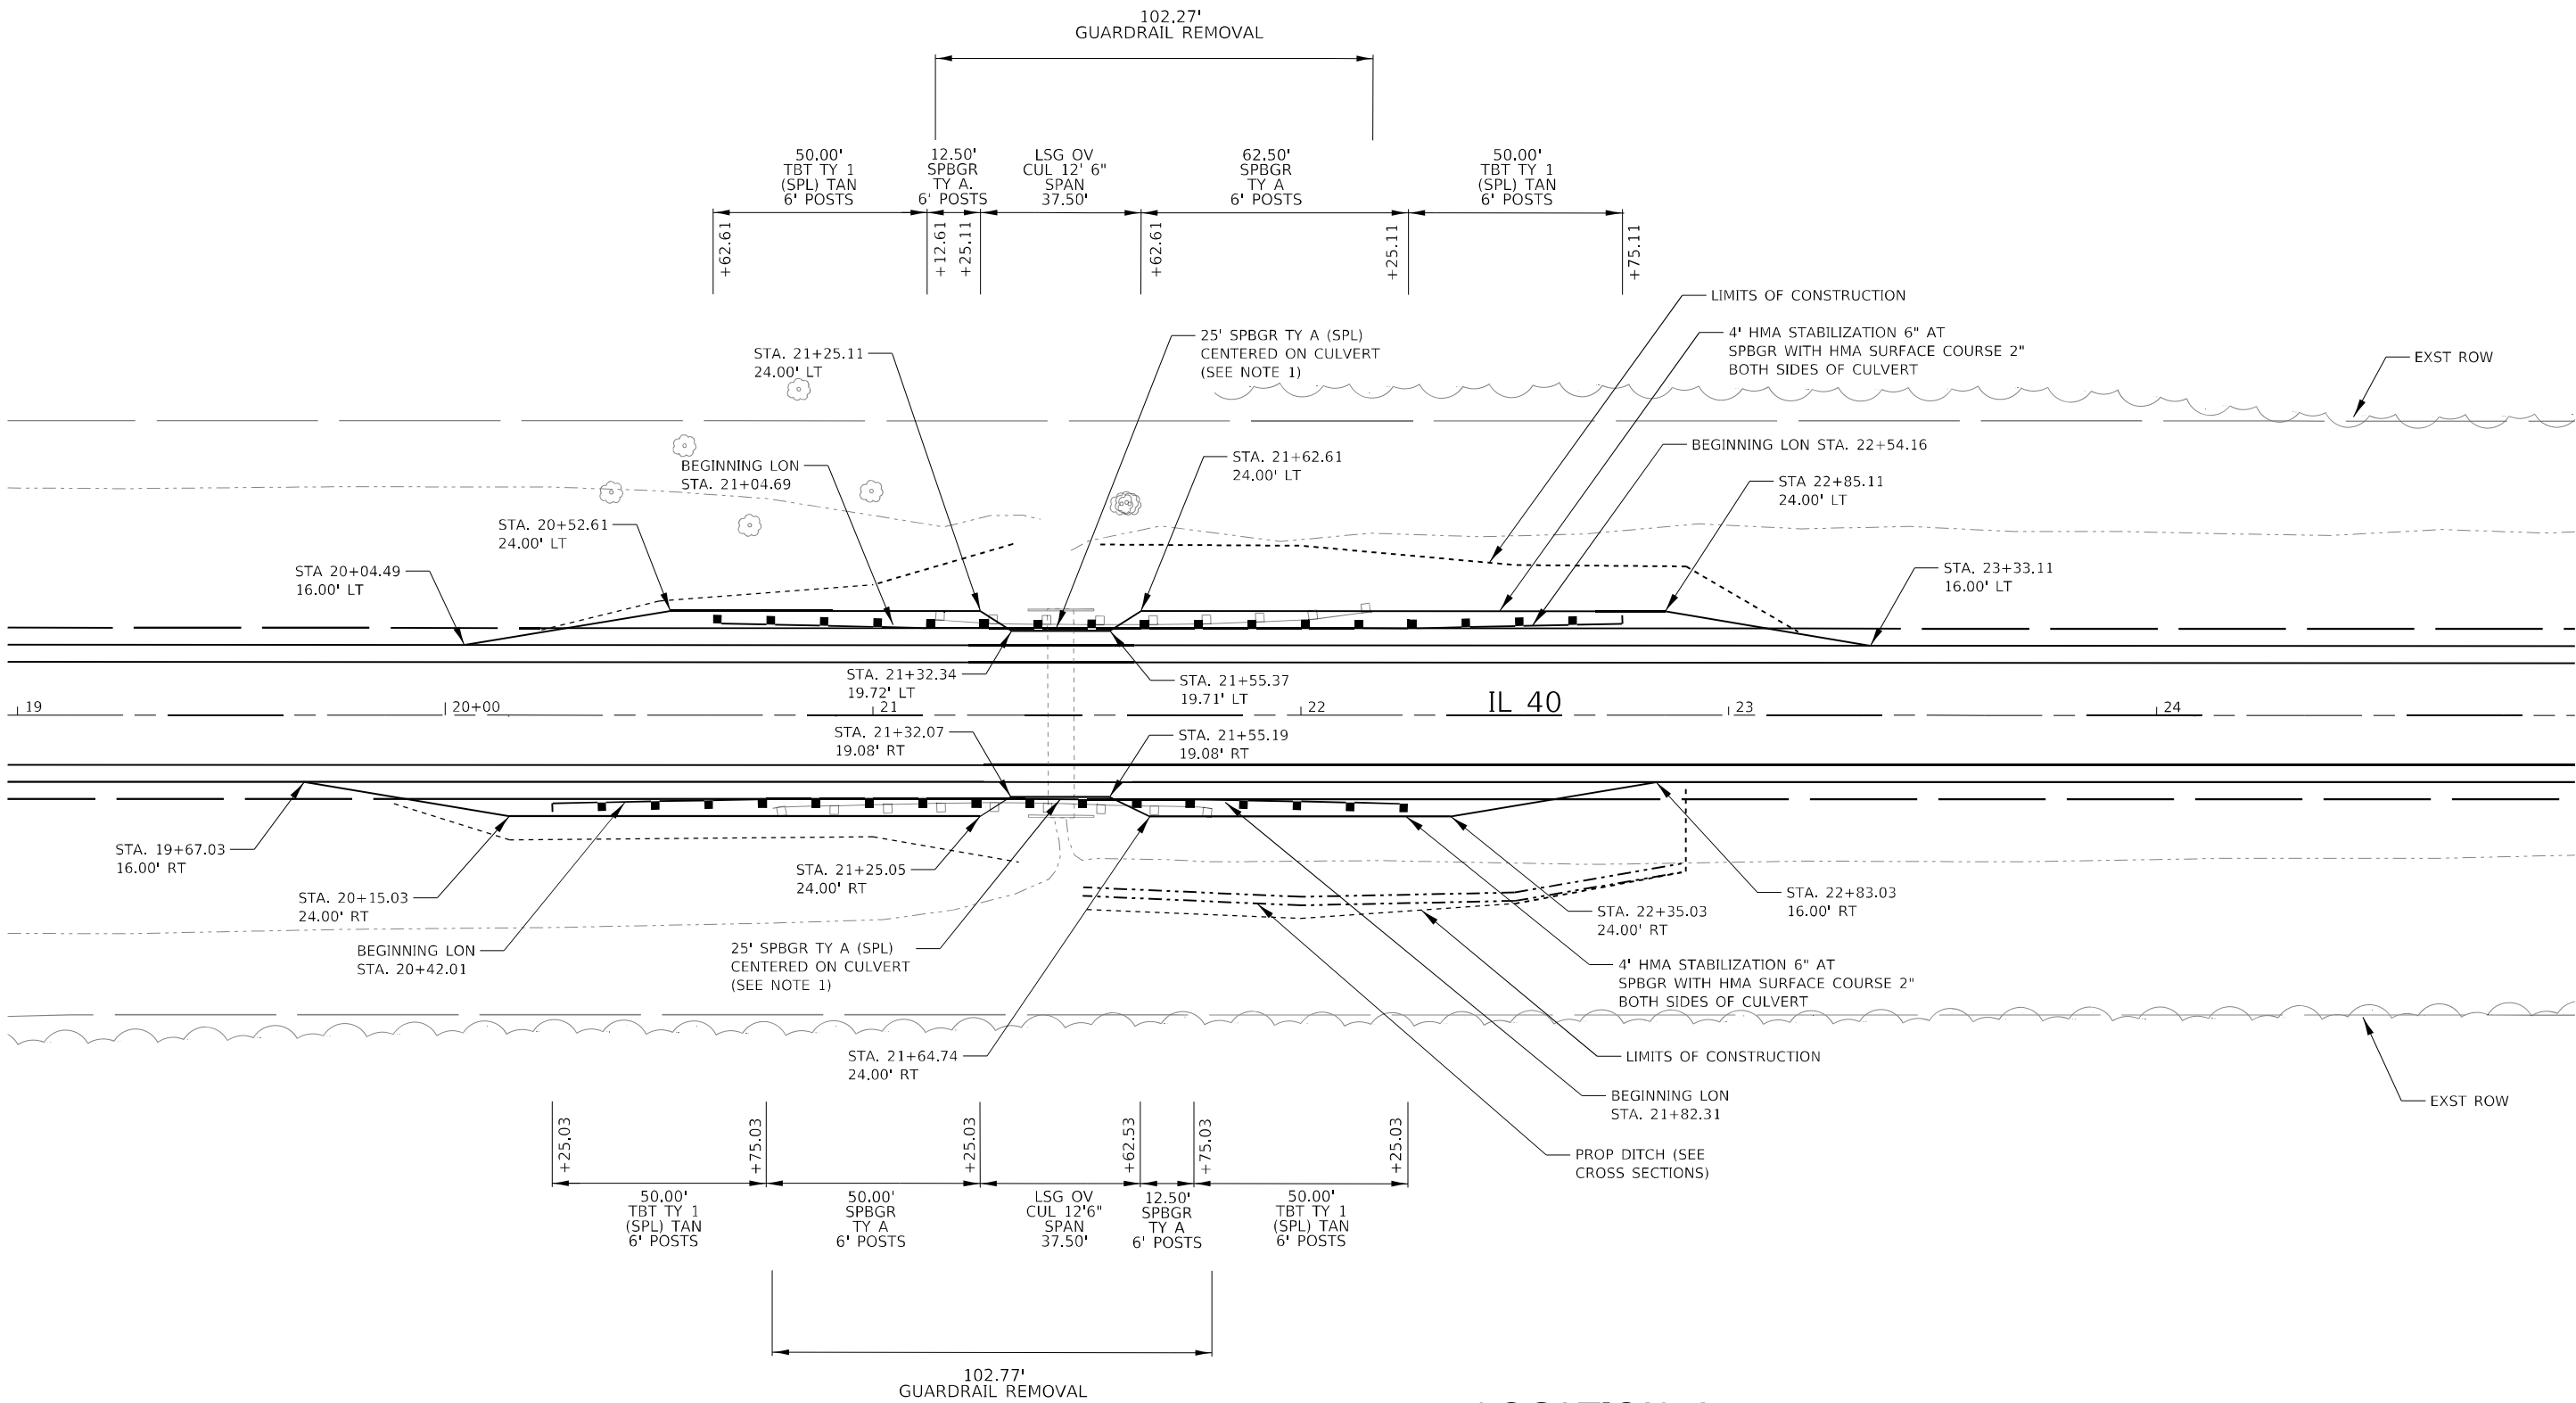 102.27'
GUARDRAIL REMOVAL
50.00'
TBT TY 1
(SPL) TAN
6' POSTS
12.50'
SPBGR
TY A.
6' POSTS
LSG OV
CUL 12' 6"
SPAN
37.50'
62.50'
SPBGR
TY A
6' POSTS
50.00'
TBT TY 1
(SPL) TAN
6' POSTS
+62.61
+12.61
+25.11
+62.61
+25.11
+75.11
LIMITS OF CONSTRUCTION
25' SPBGR TY A (SPL)
CENTERED ON CULVERT
(SEE NOTE 1)
4' HMA STABILIZATION 6" AT
SPBGR WITH HMA SURFACE COURSE 2"
BOTH SIDES OF CULVERT
STA. 21+25.11
24.00' LT
EXST ROW
BEGINNING LON STA. 22+54.16
STA. 21+62.61
24.00' LT
BEGINNING LON
STA. 21+04.69
STA 22+85.11
24.00' LT
STA. 20+52.61
24.00' LT
STA 20+04.49
16.00' LT
STA. 23+33.11
16.00' LT
STA. 21+32.34
19.72' LT
STA. 21+55.37
19.71' LT
IL 40
19
20+00
21
22
23
24
STA. 21+32.07
19.08' RT
STA. 21+55.19
19.08' RT
STA. 19+67.03
16.00' RT
STA. 21+25.05
24.00' RT
STA. 20+15.03
24.00' RT
STA. 22+83.03
16.00' RT
STA. 22+35.03
24.00' RT
BEGINNING LON
STA. 20+42.01
25' SPBGR TY A (SPL)
CENTERED ON CULVERT
(SEE NOTE 1)
4' HMA STABILIZATION 6" AT
SPBGR WITH HMA SURFACE COURSE 2"
BOTH SIDES OF CULVERT
STA. 21+64.74
24.00' RT
LIMITS OF CONSTRUCTION
BEGINNING LON
STA. 21+82.31
EXST ROW
PROP DITCH (SEE
CROSS SECTIONS)
+25.03
+75.03
+25.03
+62.53
+75.03
+25.03
50.00'
TBT TY 1
(SPL) TAN
6' POSTS
50.00'
SPBGR
TY A
6' POSTS
LSG OV
CUL 12'6"
SPAN
37.50'
12.50'
SPBGR
TY A
6' POSTS
50.00'
TBT TY 1
(SPL) TAN
6' POSTS
102.77'
GUARDRAIL REMOVAL